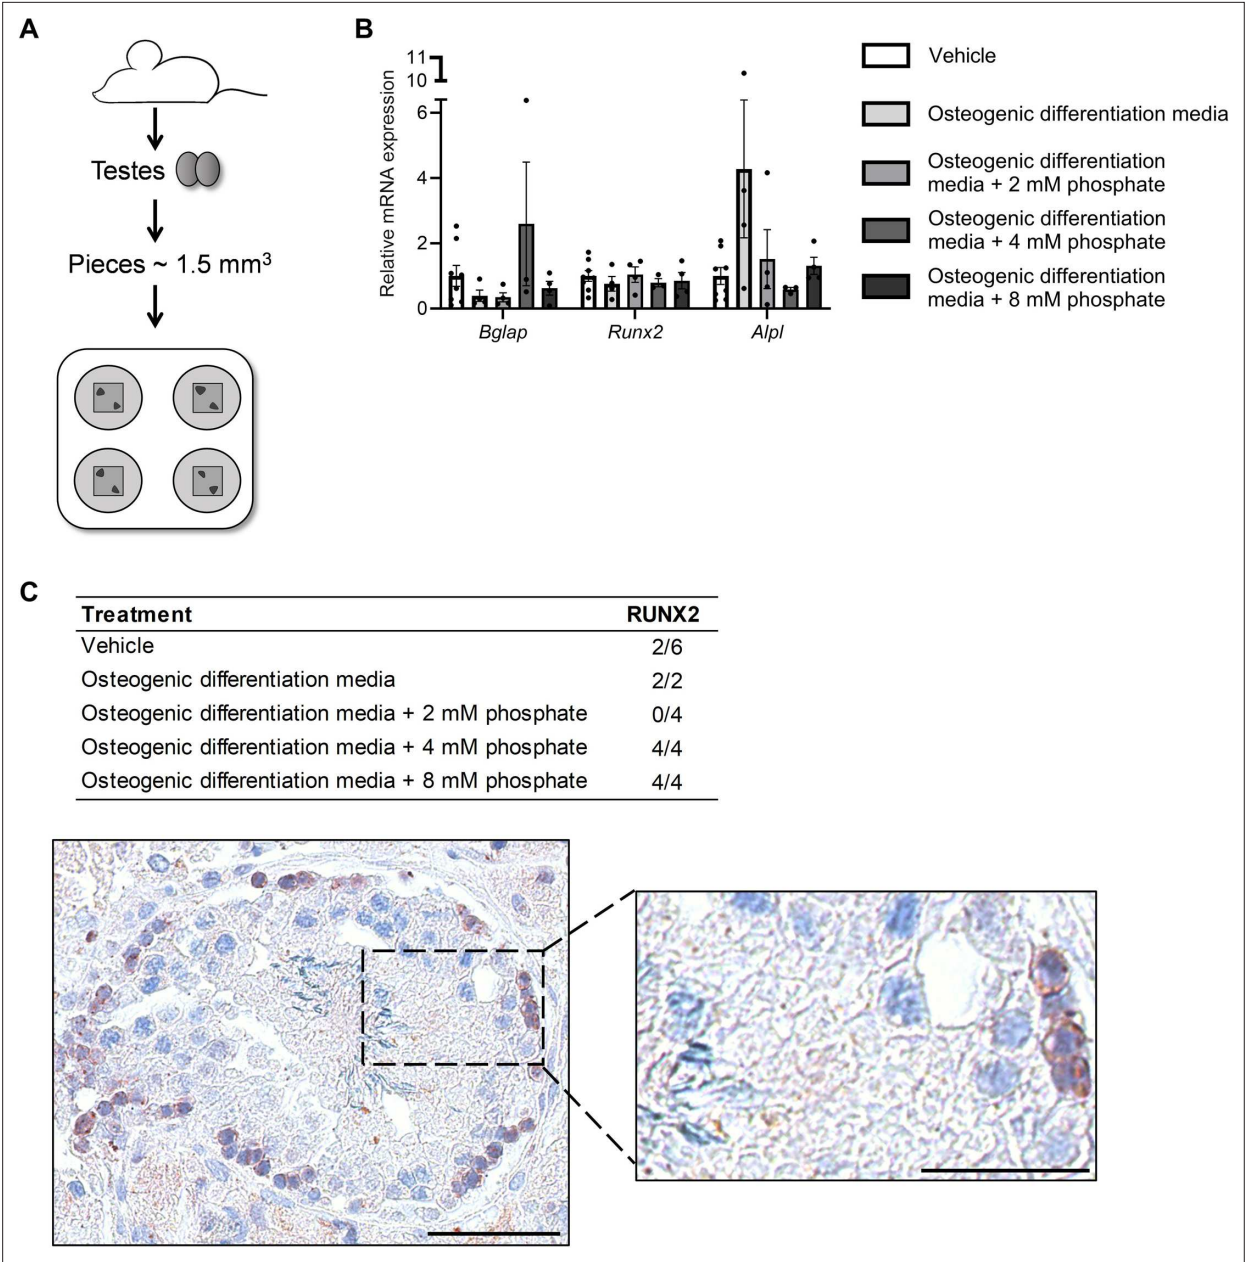 A
Testes
Pieces ~ 1.5 mm³
B
Relative mRNA expression
11
10
6
4
2
0
Bglap
Runx2
Alpl
Vehicle
Osteogenic differentiation media
Osteogenic differentiation
media + 2 mM phosphate
Osteogenic differentiation
media + 4 mM phosphate
Osteogenic differentiation
media + 8 mM phosphate
C
Treatment RUNX2
Vehicle 2/6
Osteogenic differentiation media 2/2
Osteogenic differentiation media + 2 mM phosphate 0/4
Osteogenic differentiation media + 4 mM phosphate 4/4
Osteogenic differentiation media + 8 mM phosphate 4/4